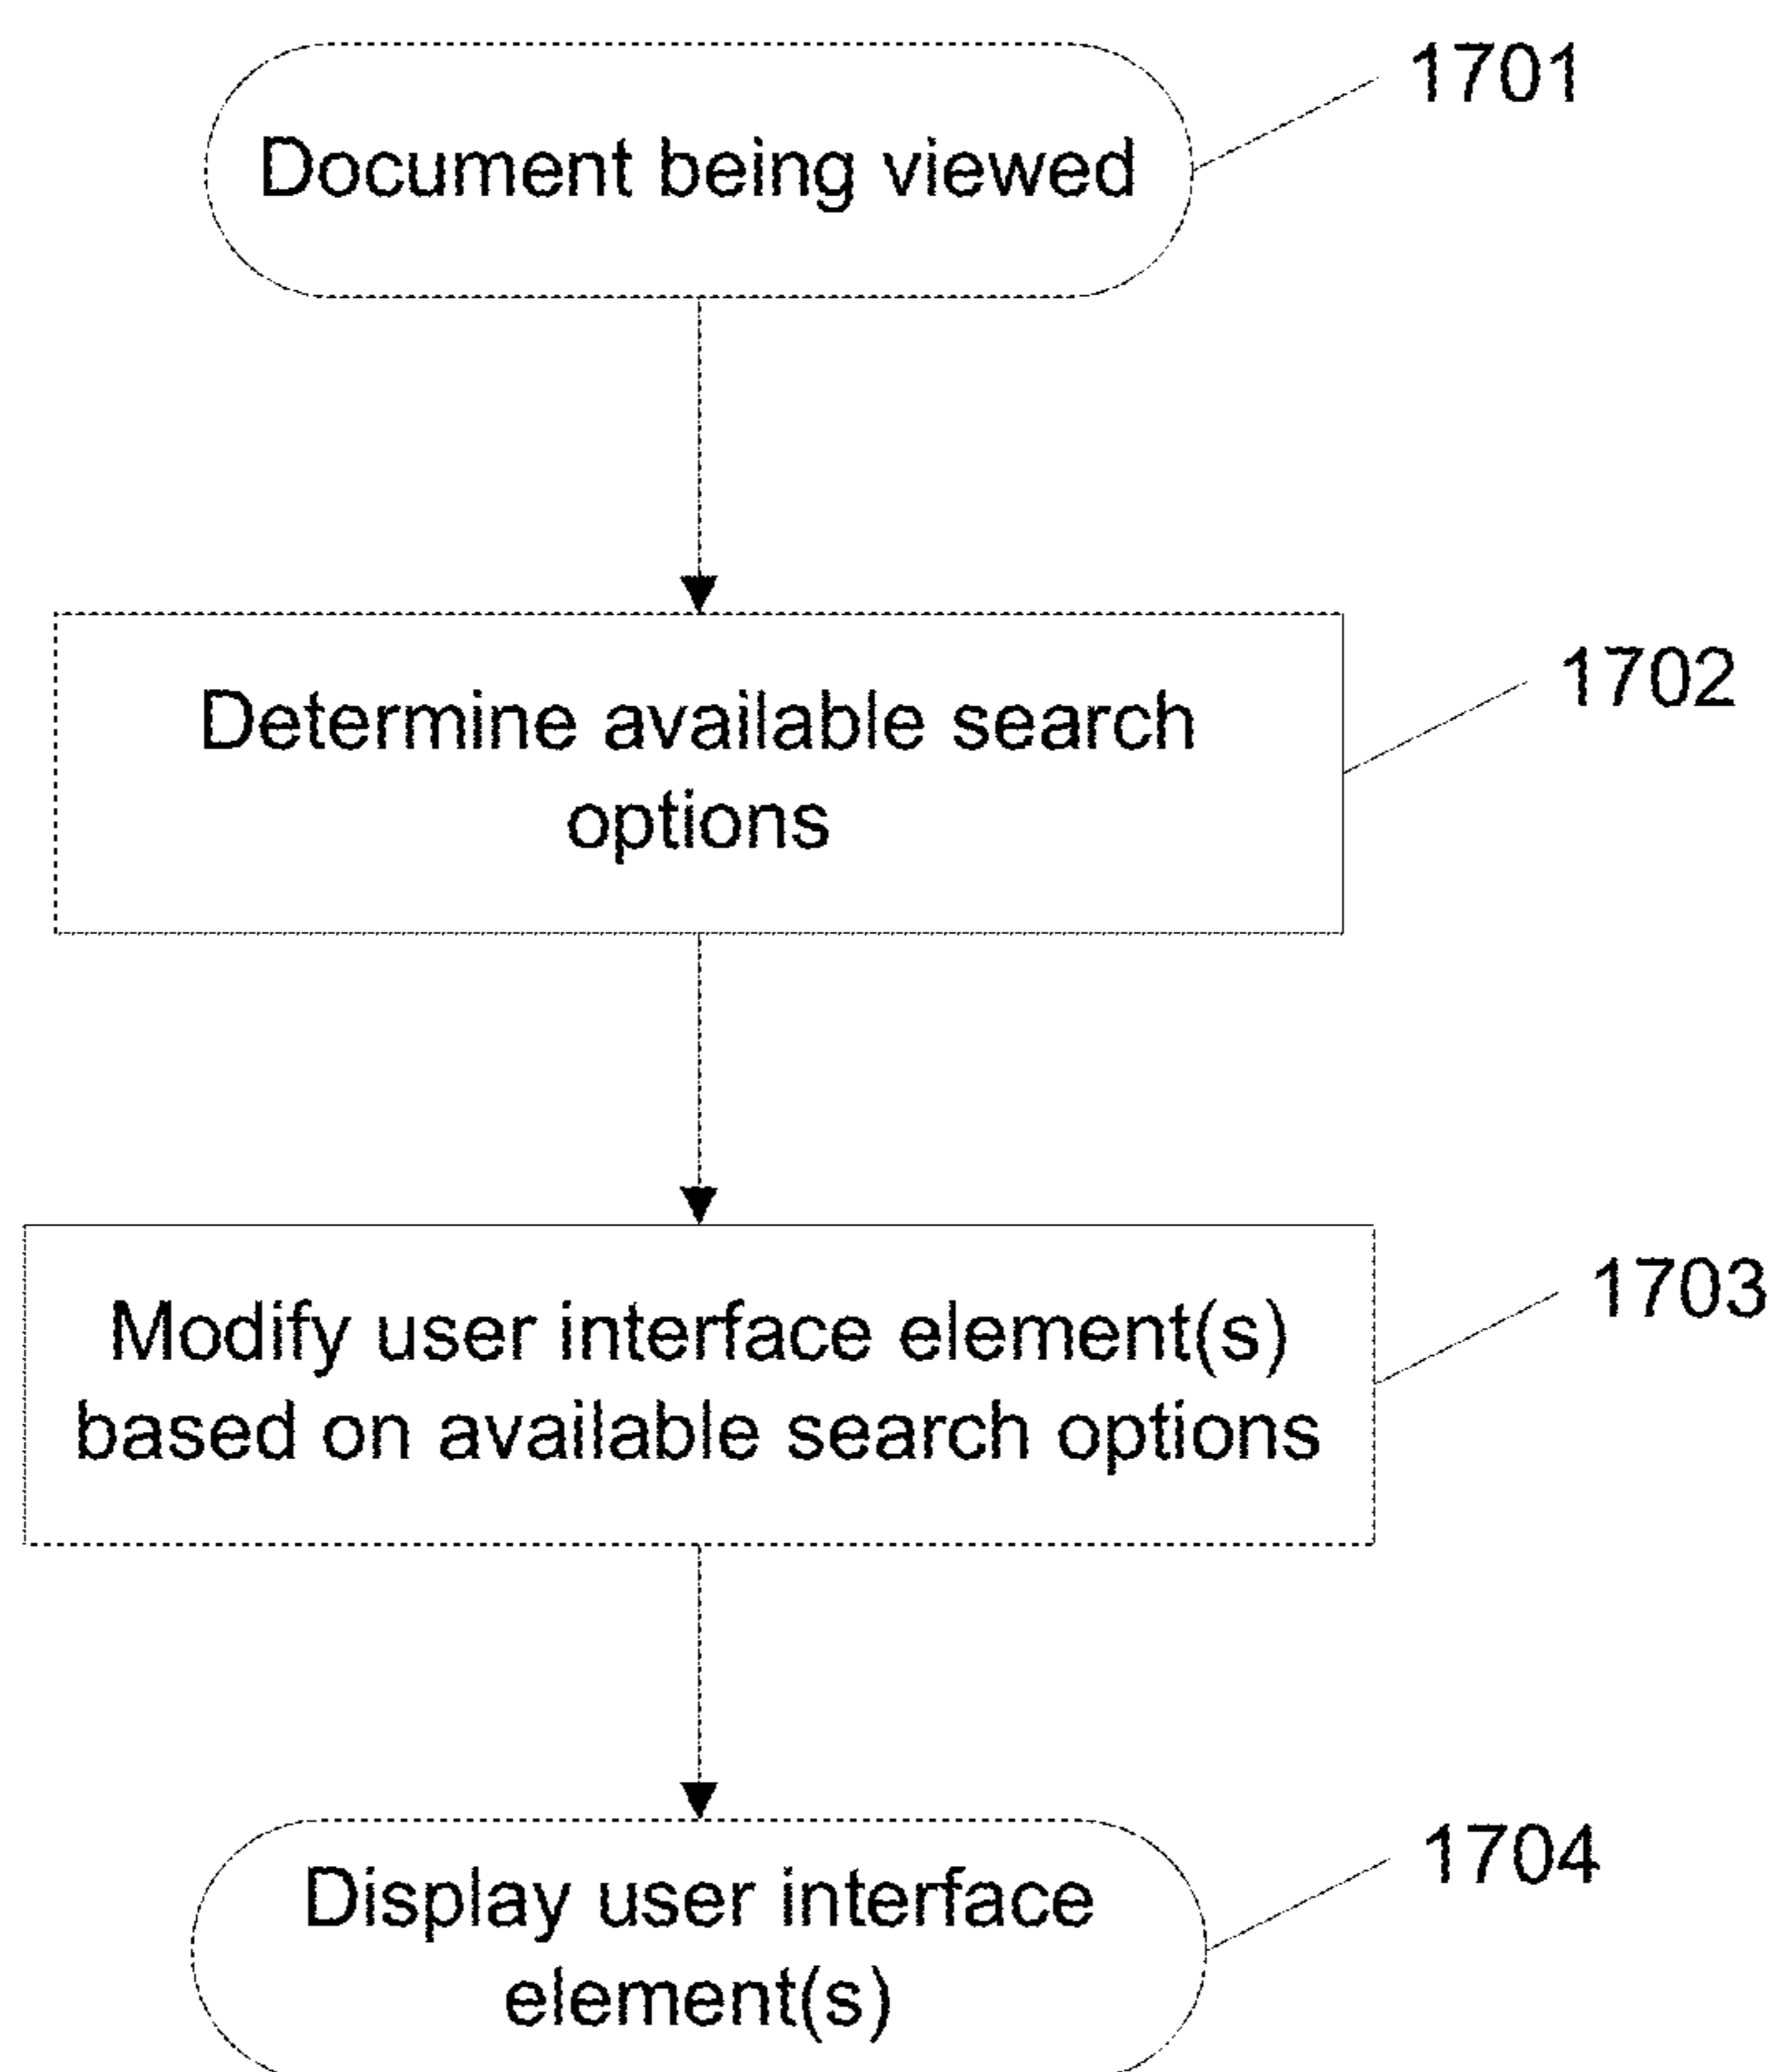 Document being viewed
1701
Determine available search
options
1702
Modify user interface element(s)
based on available search options
1703
Display user interface
element(s)
1704